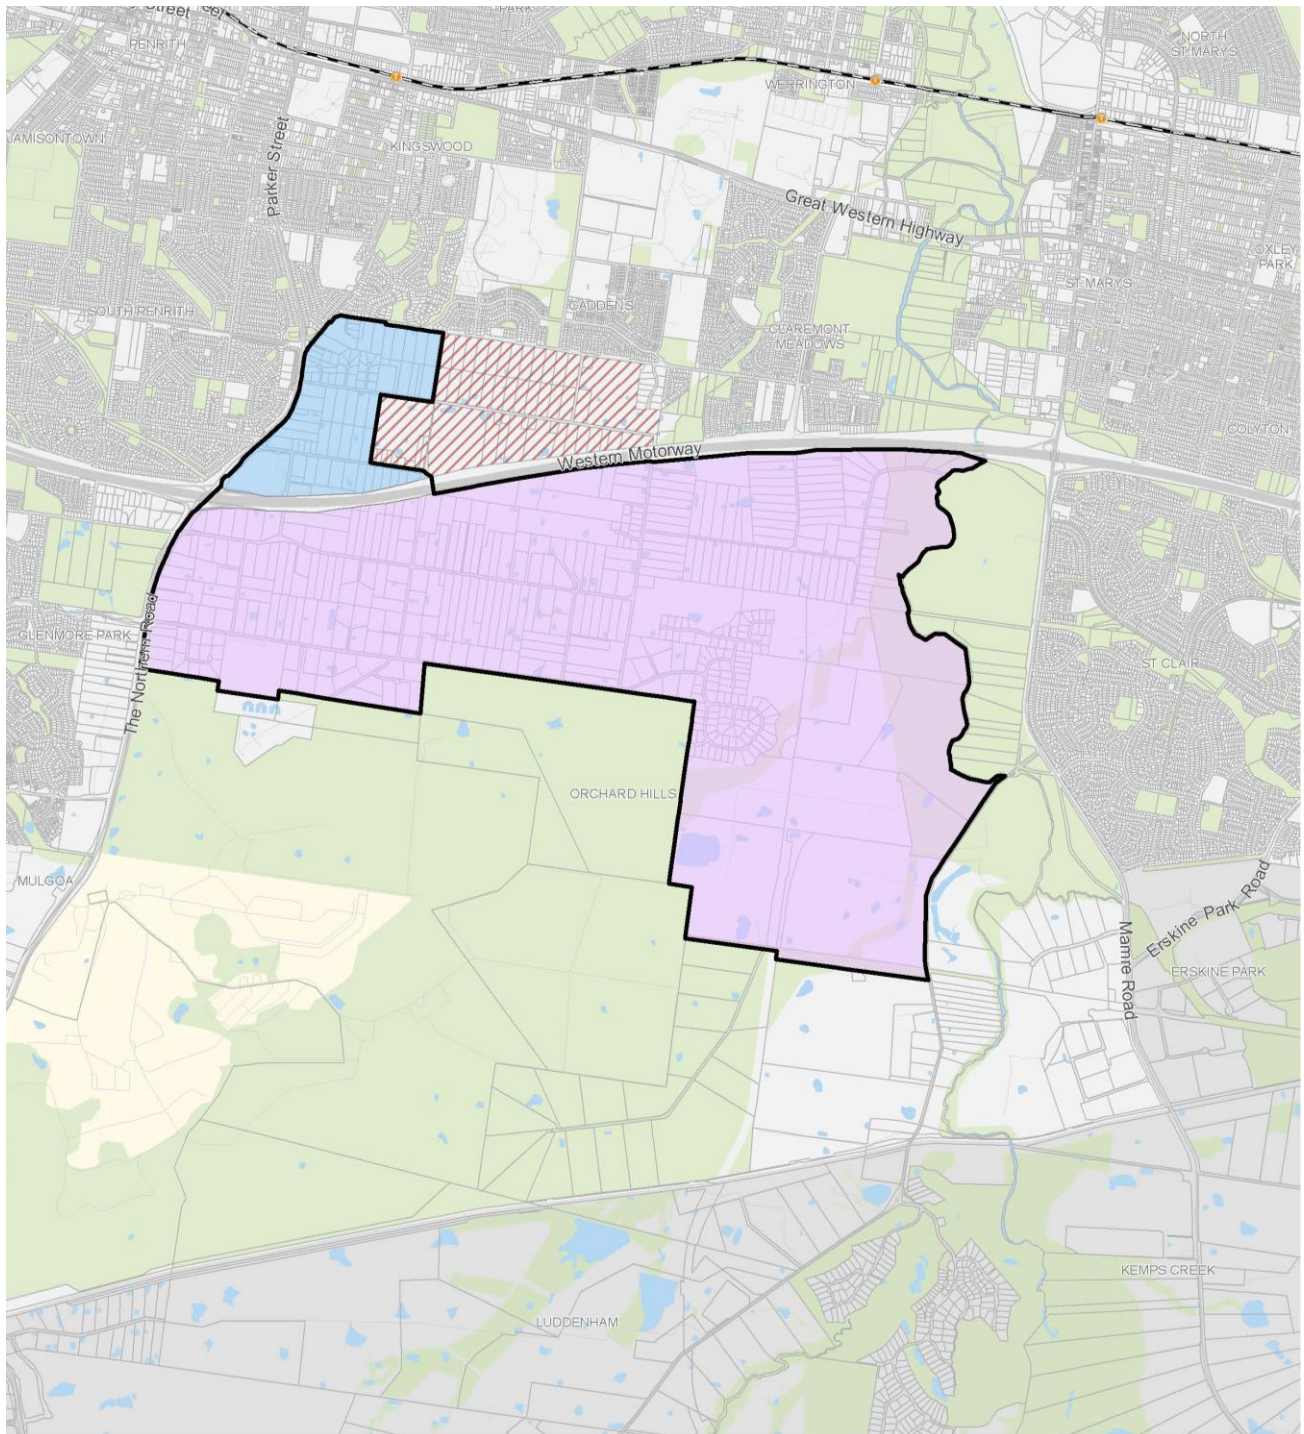 Street
PARK
PENRITH
NORTH
ST MARYS
WERRINGTON
JAMISONTOWN
Parker Street
KINGSWOOD
Great Western Highway
OXLEY
PARK
ST MARYS
SOUTH PENRITH
CADDENS
CLAREMONT
MEADOWS
COLYTON
Western Motorway
GLENMORE PARK
The Northern Road
ST CLAIR
ORCHARD HILLS
MULGOA
Mamre Road
Erskine Park Road
ERSKINE PARK
KEMPS CREEK
LUDDENHAM